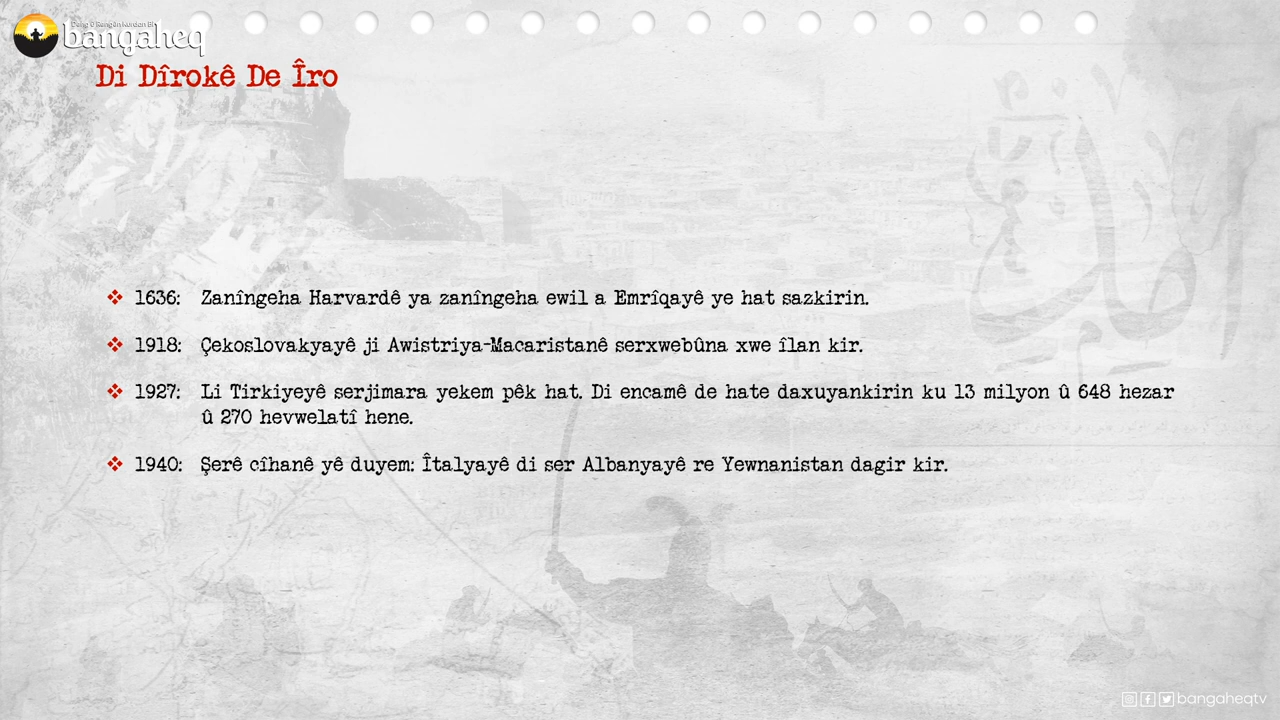 bangaheq
Di Dîrokê De Îro
❖ 1636: Zanîngeha Harvardê ya zanîngeha ewil a Emrîqayê ye hat sazkirin.
❖ 1918: Çekoslovakyayê ji Awistriya-Macaristanê serxwebûna xwe îlan kir.
❖ 1927: Li Tirkiyeyê serjimara yekem pêk hat. Di encamê de hate daxuyankirin ku 13 milyon û 648 hezar
û 270 hevwelatî hene.
❖ 1940: Şerê cîhanê yê duyem: Îtalyayê di ser Albanyayê re Yewnanistan dagir kir.
bangaheqtv